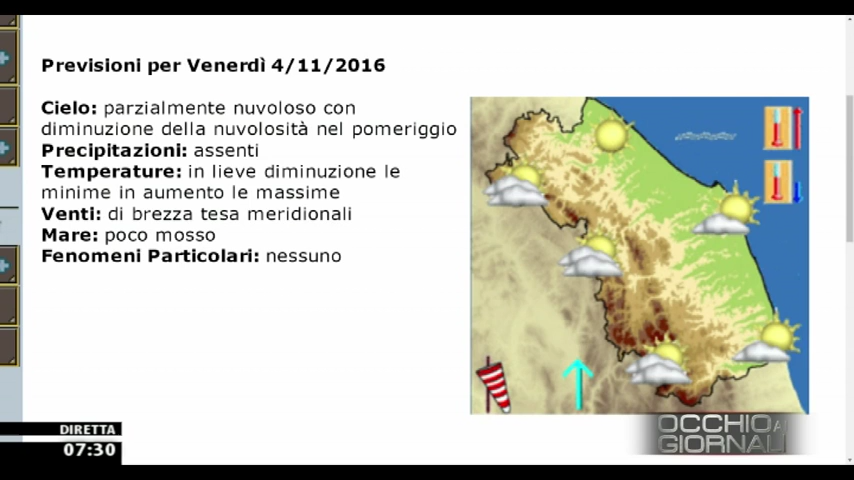 Previsioni per Venerdì 4/11/2016
Cielo: parzialmente nuvoloso con
diminuzione della nuvolosità nel pomeriggio
Precipitazioni: assenti
Temperature: in lieve diminuzione le
minime in aumento le massime
Venti: di brezza tesa meridionali
Mare: poco mosso
Fenomeni Particolari: nessuno
DIRETTA
07:30
OCCHIO AI
GIORNALI